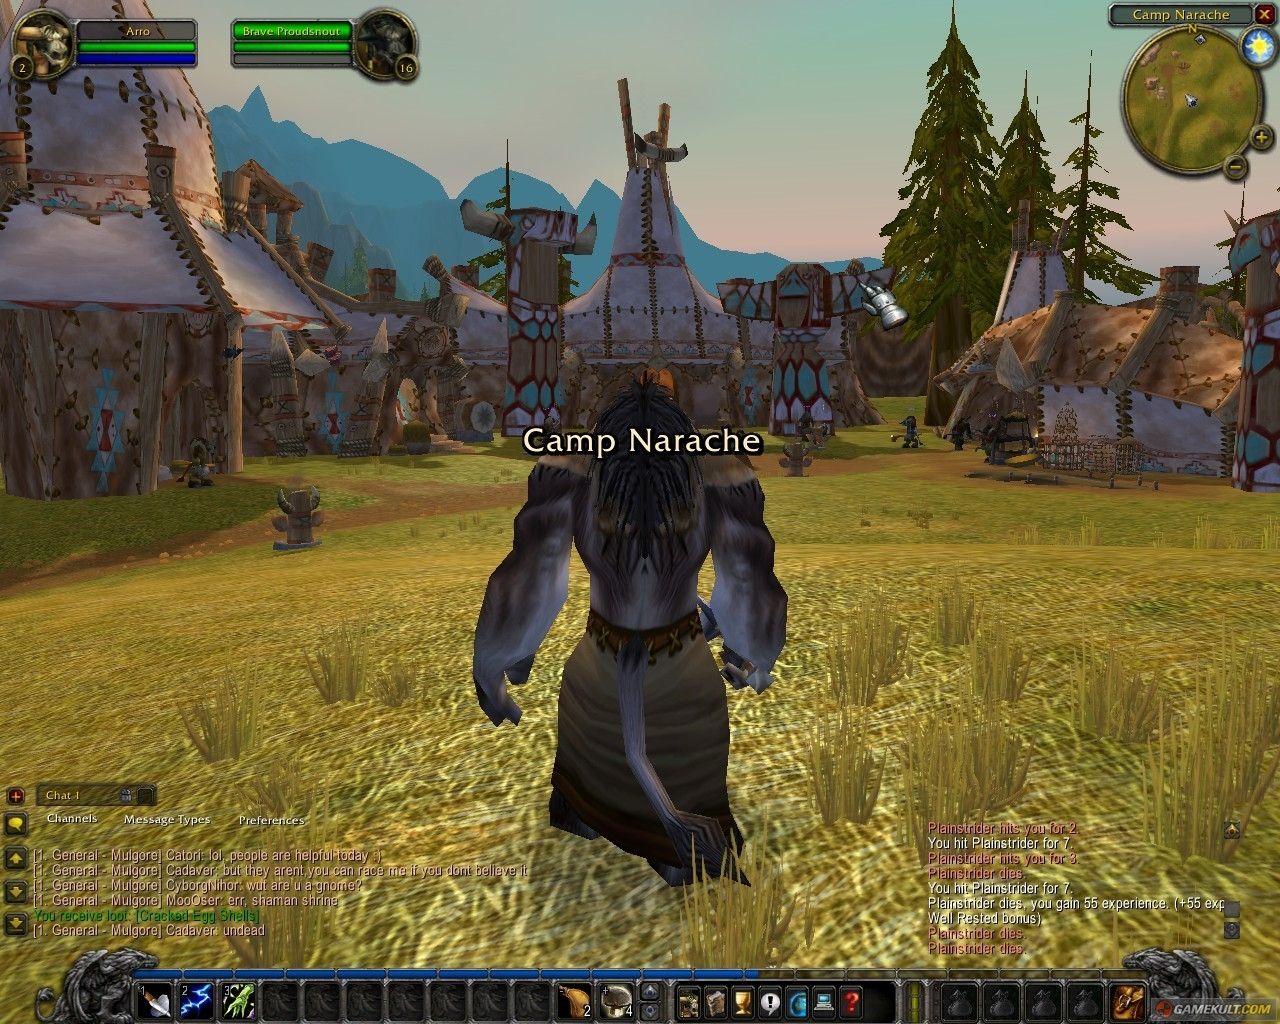 Arro
Brave Proudsnout
Camp Narache
N
2
16
Camp Narache
Chat 1
Channels Message Types Preferences
[1. General - Mulgore] Catori: lol, people are helpful today :)
[1. General - Mulgore] Cadaver: but they arent you can race me if you dont believe it
[1. General - Mulgore] CyborgNihor: wut are u a gnome?
[1. General - Mulgore] MooOser: err, shaman shrine
You receive loot: [Cracked Egg Shells]
[1. General - Mulgore] Cadaver: undead
Plainstrider hits you for 2.
You hit Plainstrider for 7.
Plainstrider hits you for 3.
Plainstrider dies.
You hit Plainstrider for 7.
Plainstrider dies, you gain 55 experience. (+55 exp
Well Rested bonus)
Plainstrider dies.
Plainstrider dies.
1 2 3 2 4
GAMEKULT.COM